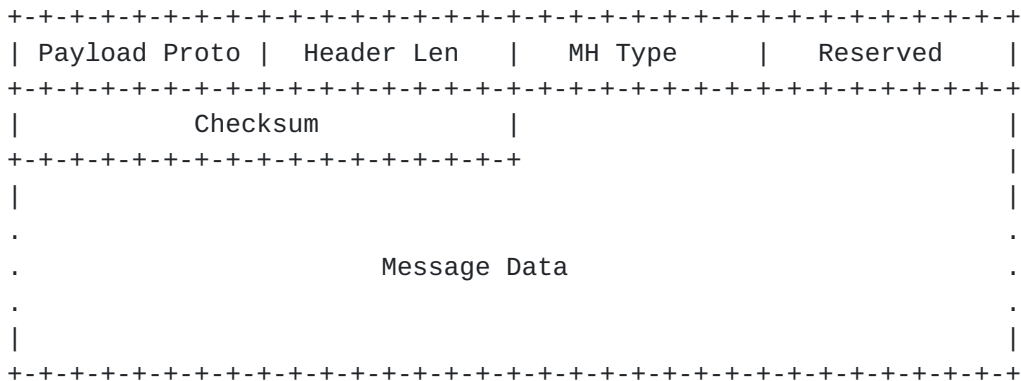 +-+-+-+-+-+-+-+-+-+-+-+-+-+-+-+-+-+-+-+-+-+-+-+-+-+-+-+-+-+-+-+-+
| Payload Proto |  Header Len   |   MH Type     |   Reserved    |
+-+-+-+-+-+-+-+-+-+-+-+-+-+-+-+-+-+-+-+-+-+-+-+-+-+-+-+-+-+-+-+-+
|           Checksum            |                               |
+-+-+-+-+-+-+-+-+-+-+-+-+-+-+-+-+                               |
|                                                               |
.                                                               .
.                       Message Data                            .
.                                                               .
|                                                               |
+-+-+-+-+-+-+-+-+-+-+-+-+-+-+-+-+-+-+-+-+-+-+-+-+-+-+-+-+-+-+-+-+